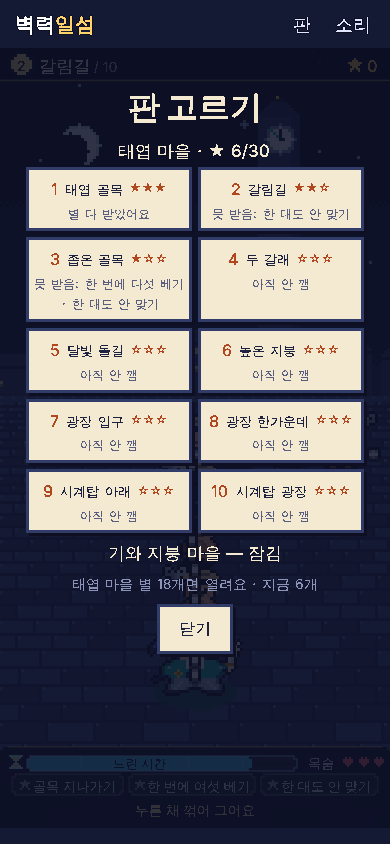 벽력일섬 판 소리
2 갈림길 / 10 ★ 0
판 고르기
태엽 마을 · ★ 6/30
1 태엽 골목 ★★★
별 다 받았어요
2 갈림길 ★★☆
못 받음: 한 대도 안 맞기
3 좁은 골목 ★☆☆
못 받음: 한 번에 다섯 베기
· 한 대도 안 맞기
4 두 갈래 ☆☆☆
아직 안 깸
5 달빛 돌길 ☆☆☆
아직 안 깸
6 높은 지붕 ☆☆☆
아직 안 깸
7 광장 입구 ☆☆☆
아직 안 깸
8 광장 한가운데 ☆☆☆
아직 안 깸
9 시계탑 아래 ☆☆☆
아직 안 깸
10 시계탑 광장 ☆☆☆
아직 안 깸
기와 지붕 마을 — 잠김
태엽 마을 별 18개면 열려요 · 지금 6개
닫기
느린 시간 목숨 ♥♥♥
★골목 지나가기 ★한 번에 여섯 베기 ★한 대도 안 맞기
누른 채 꺾어 그어요